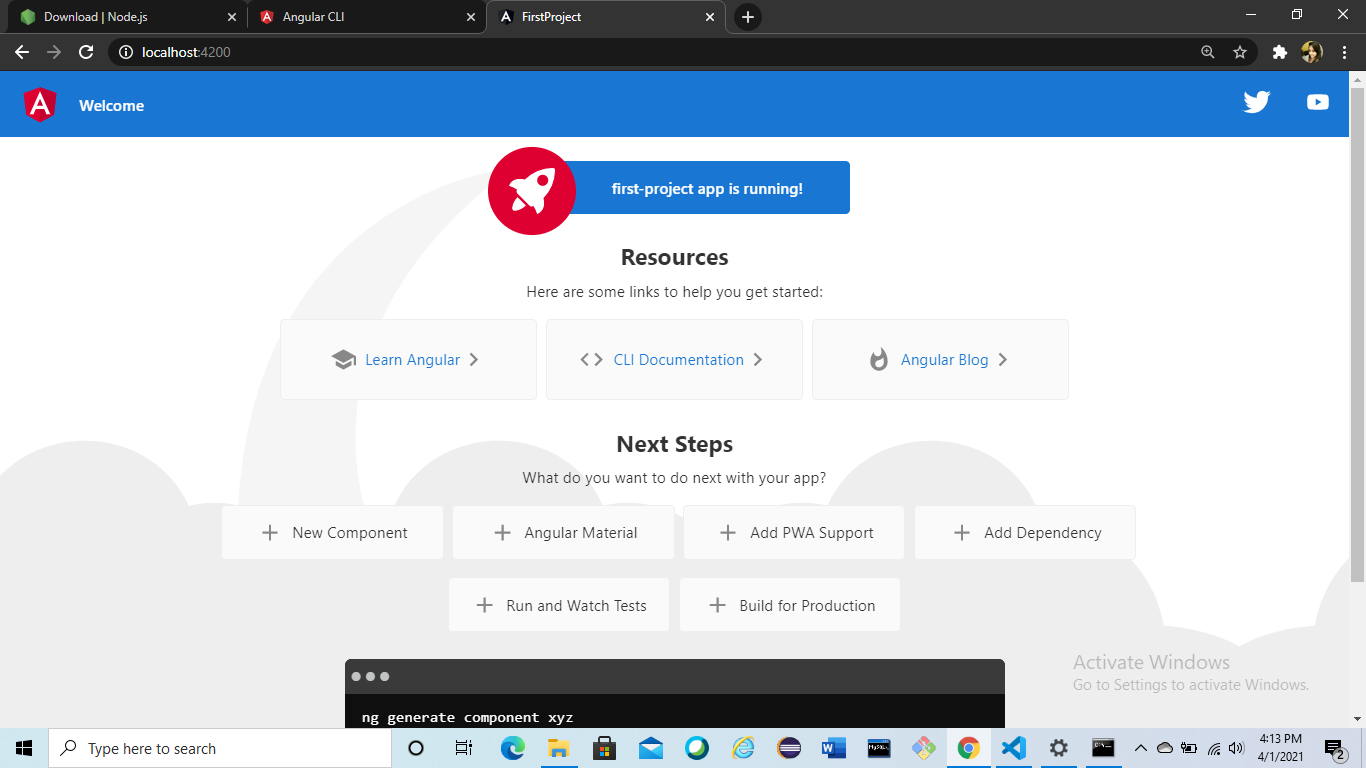 Download | Node.js
Angular CLI
FirstProject
localhost:4200
Welcome
first-project app is running!
Resources
Here are some links to help you get started:
Learn Angular
CLI Documentation
Angular Blog
Next Steps
What do you want to do next with your app?
New Component
Angular Material
Add PWA Support
Add Dependency
Run and Watch Tests
Build for Production
ng generate component xyz
Activate Windows
Go to Settings to activate Windows.
Type here to search
4:13 PM
4/1/2021
2